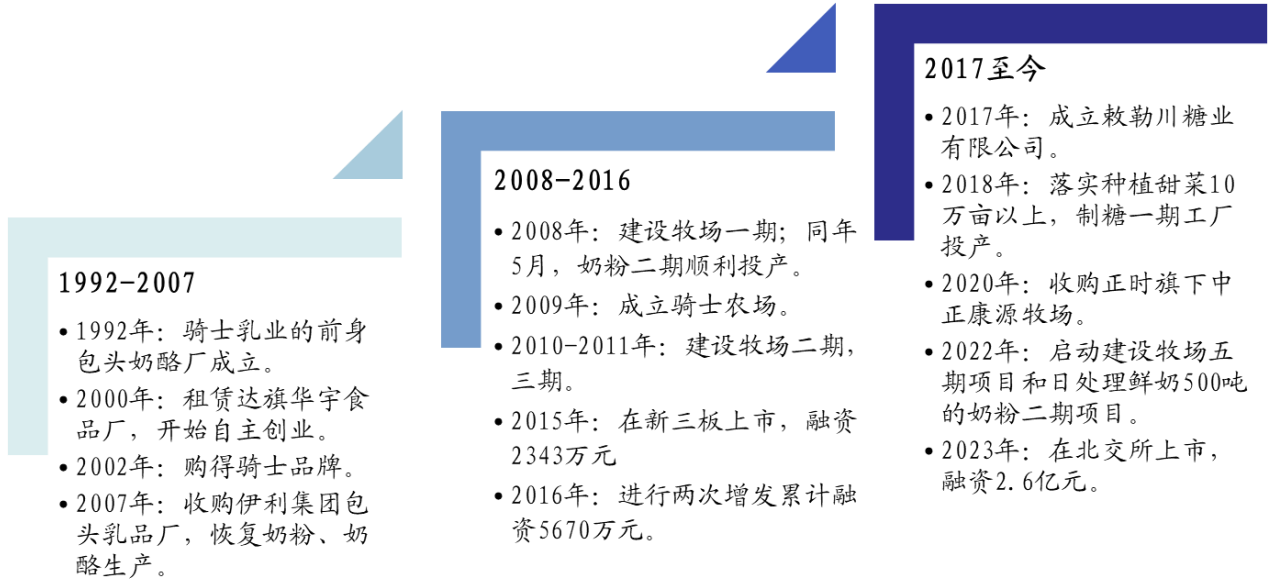 1992-2007
•1992年：骑士乳业的前身
包头奶酪厂成立。
•2000年：租赁达旗华宇食
品厂，开始自主创业。
•2002年：购得骑士品牌。
•2007年：收购伊利集团包
头乳品厂，恢复奶粉、奶
酪生产。
2008-2016
•2008年：建设牧场一期；同年
5月，奶粉二期顺利投产。
•2009年：成立骑士农场。
•2010-2011年：建设牧场二期，
三期。
•2015年：在新三板上市，融资
2343万元
•2016年：进行两次增发累计融
资5670万元。
2017至今
•2017年：成立敕勒川糖业
有限公司。
•2018年：落实种植甜菜10
万亩以上，制糖一期工厂
投产。
•2020年：收购正时旗下中
正康源牧场。
•2022年：启动建设牧场五
期项目和日处理鲜奶500吨
的奶粉二期项目。
•2023年：在北交所上市，
融资2.6亿元。